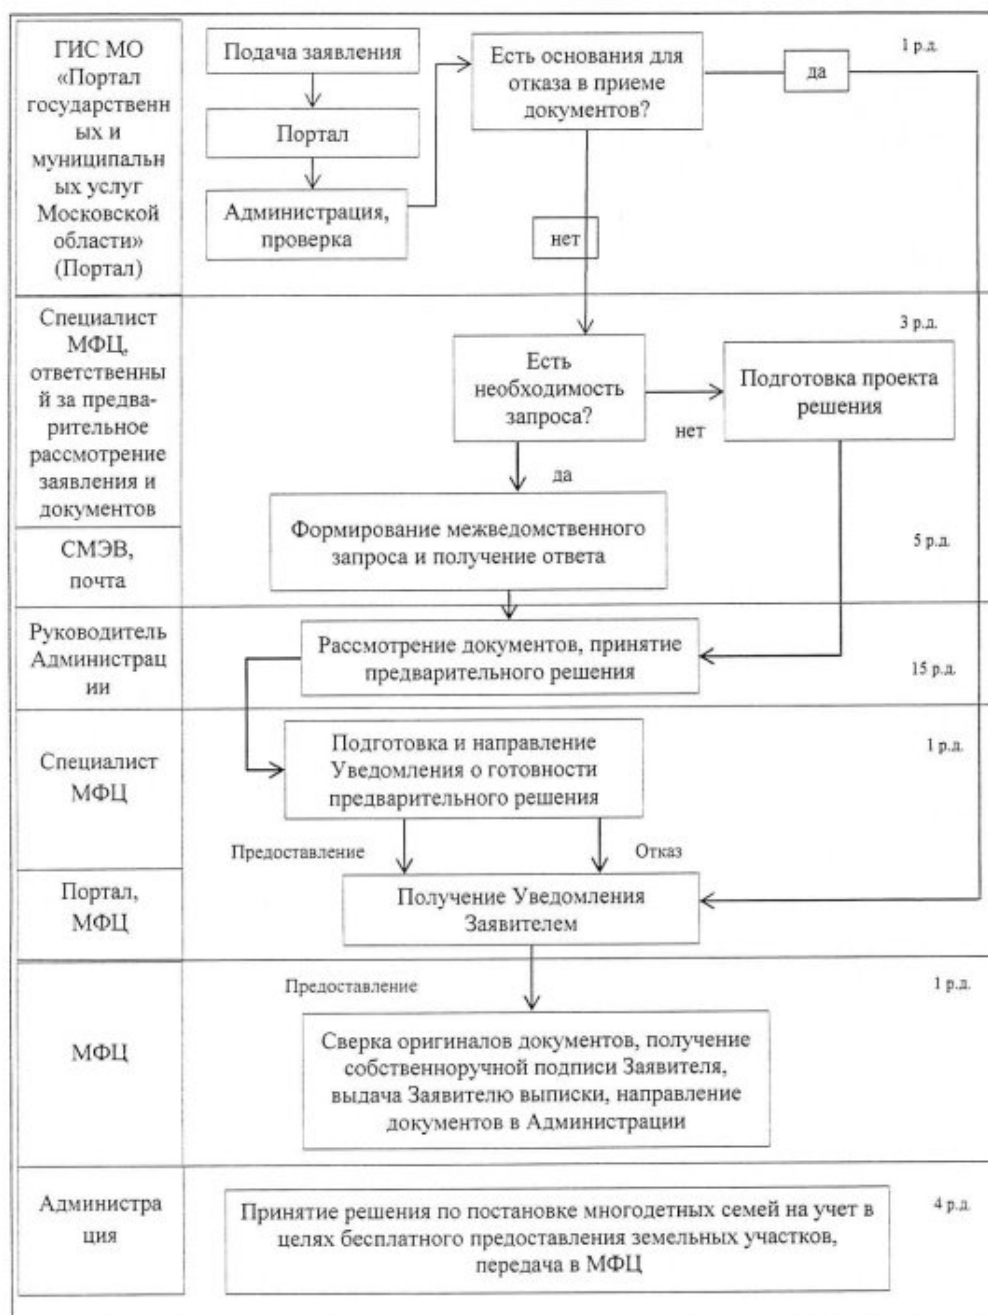 ГИС МО
«Портал
государственн
ых и
муниципальн
ых услуг
Московской
области»
(Портал)
Подача заявления
Портал
Администрация,
проверка
Есть основания для
отказа в приеме
документов?
да
1 р.д.
нет
Специалист
МФЦ,
ответственны
й за предва-
рительное
рассмотрение
заявления и
документов
3 р.д.
Есть
необходимость
запроса?
нет
Подготовка проекта
решения
да
СМЭВ,
почта
Формирование межведомственного
запроса и получение ответа
5 р.д.
Руководитель
Администрац
ии
Рассмотрение документов, принятие
предварительного решения
15 р.д.
Специалист
МФЦ
Подготовка и направление
Уведомления о готовности
предварительного решения
1 р.д.
Предоставление
Отказ
Портал,
МФЦ
Получение Уведомления
Заявителем
МФЦ
Предоставление
1 р.д.
Сверка оригиналов документов, получение
собственноручной подписи Заявителя,
выдача Заявителю выписки, направление
документов в Администрации
Администра
ция
Принятие решения по постановке многодетных семей на учет в
целях бесплатного предоставления земельных участков,
передача в МФЦ
4 р.д.